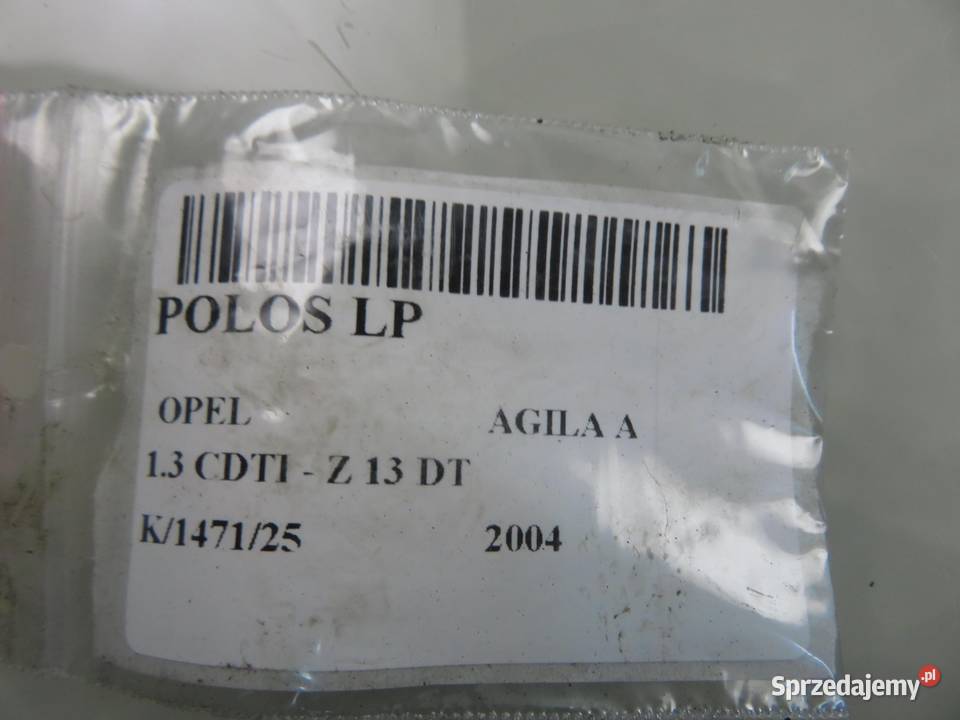 POLOS LP
OPEL AGILA A
1.3 CDTI - Z 13 DT
K/1471/25 2004
Sprzedajemy.pl